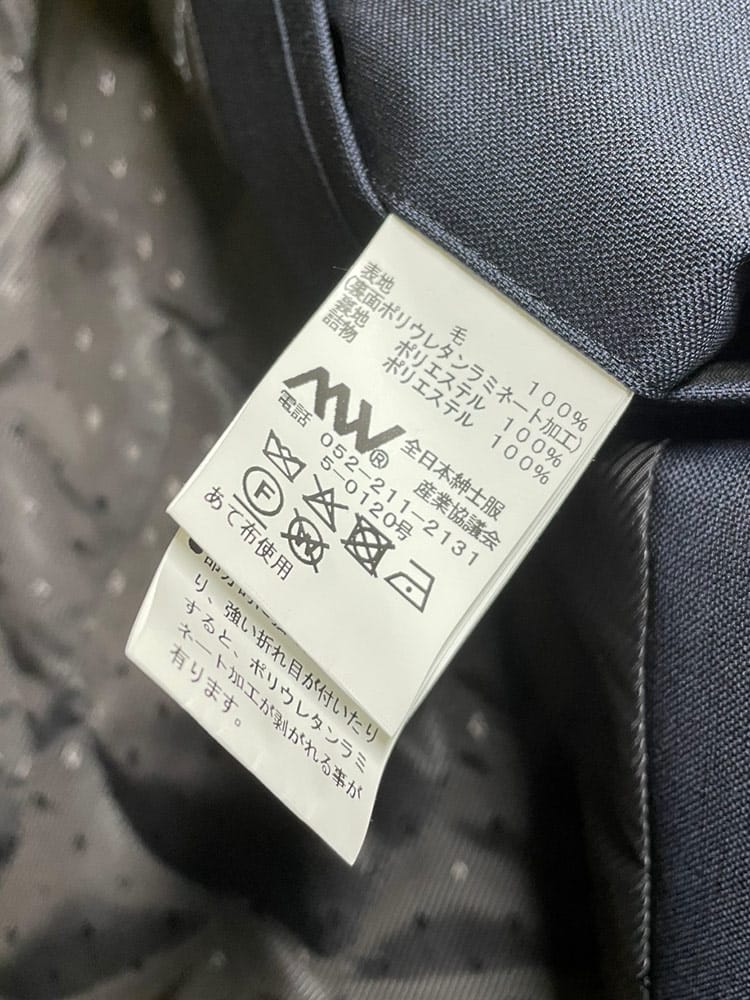 表地 毛 100%
(裏面ポリウレタンラミネート加工)
裏地 ポリエステル 100%
詰物 ポリエステル 100%
MW® 全日本紳士服
産業協議会
電話 052-211-2131
5-0120号
F
あて布使用
り、強い折れ目が付いたり
すると、ポリウレタンラミ
ネート加工が剥がれる事が
有ります。